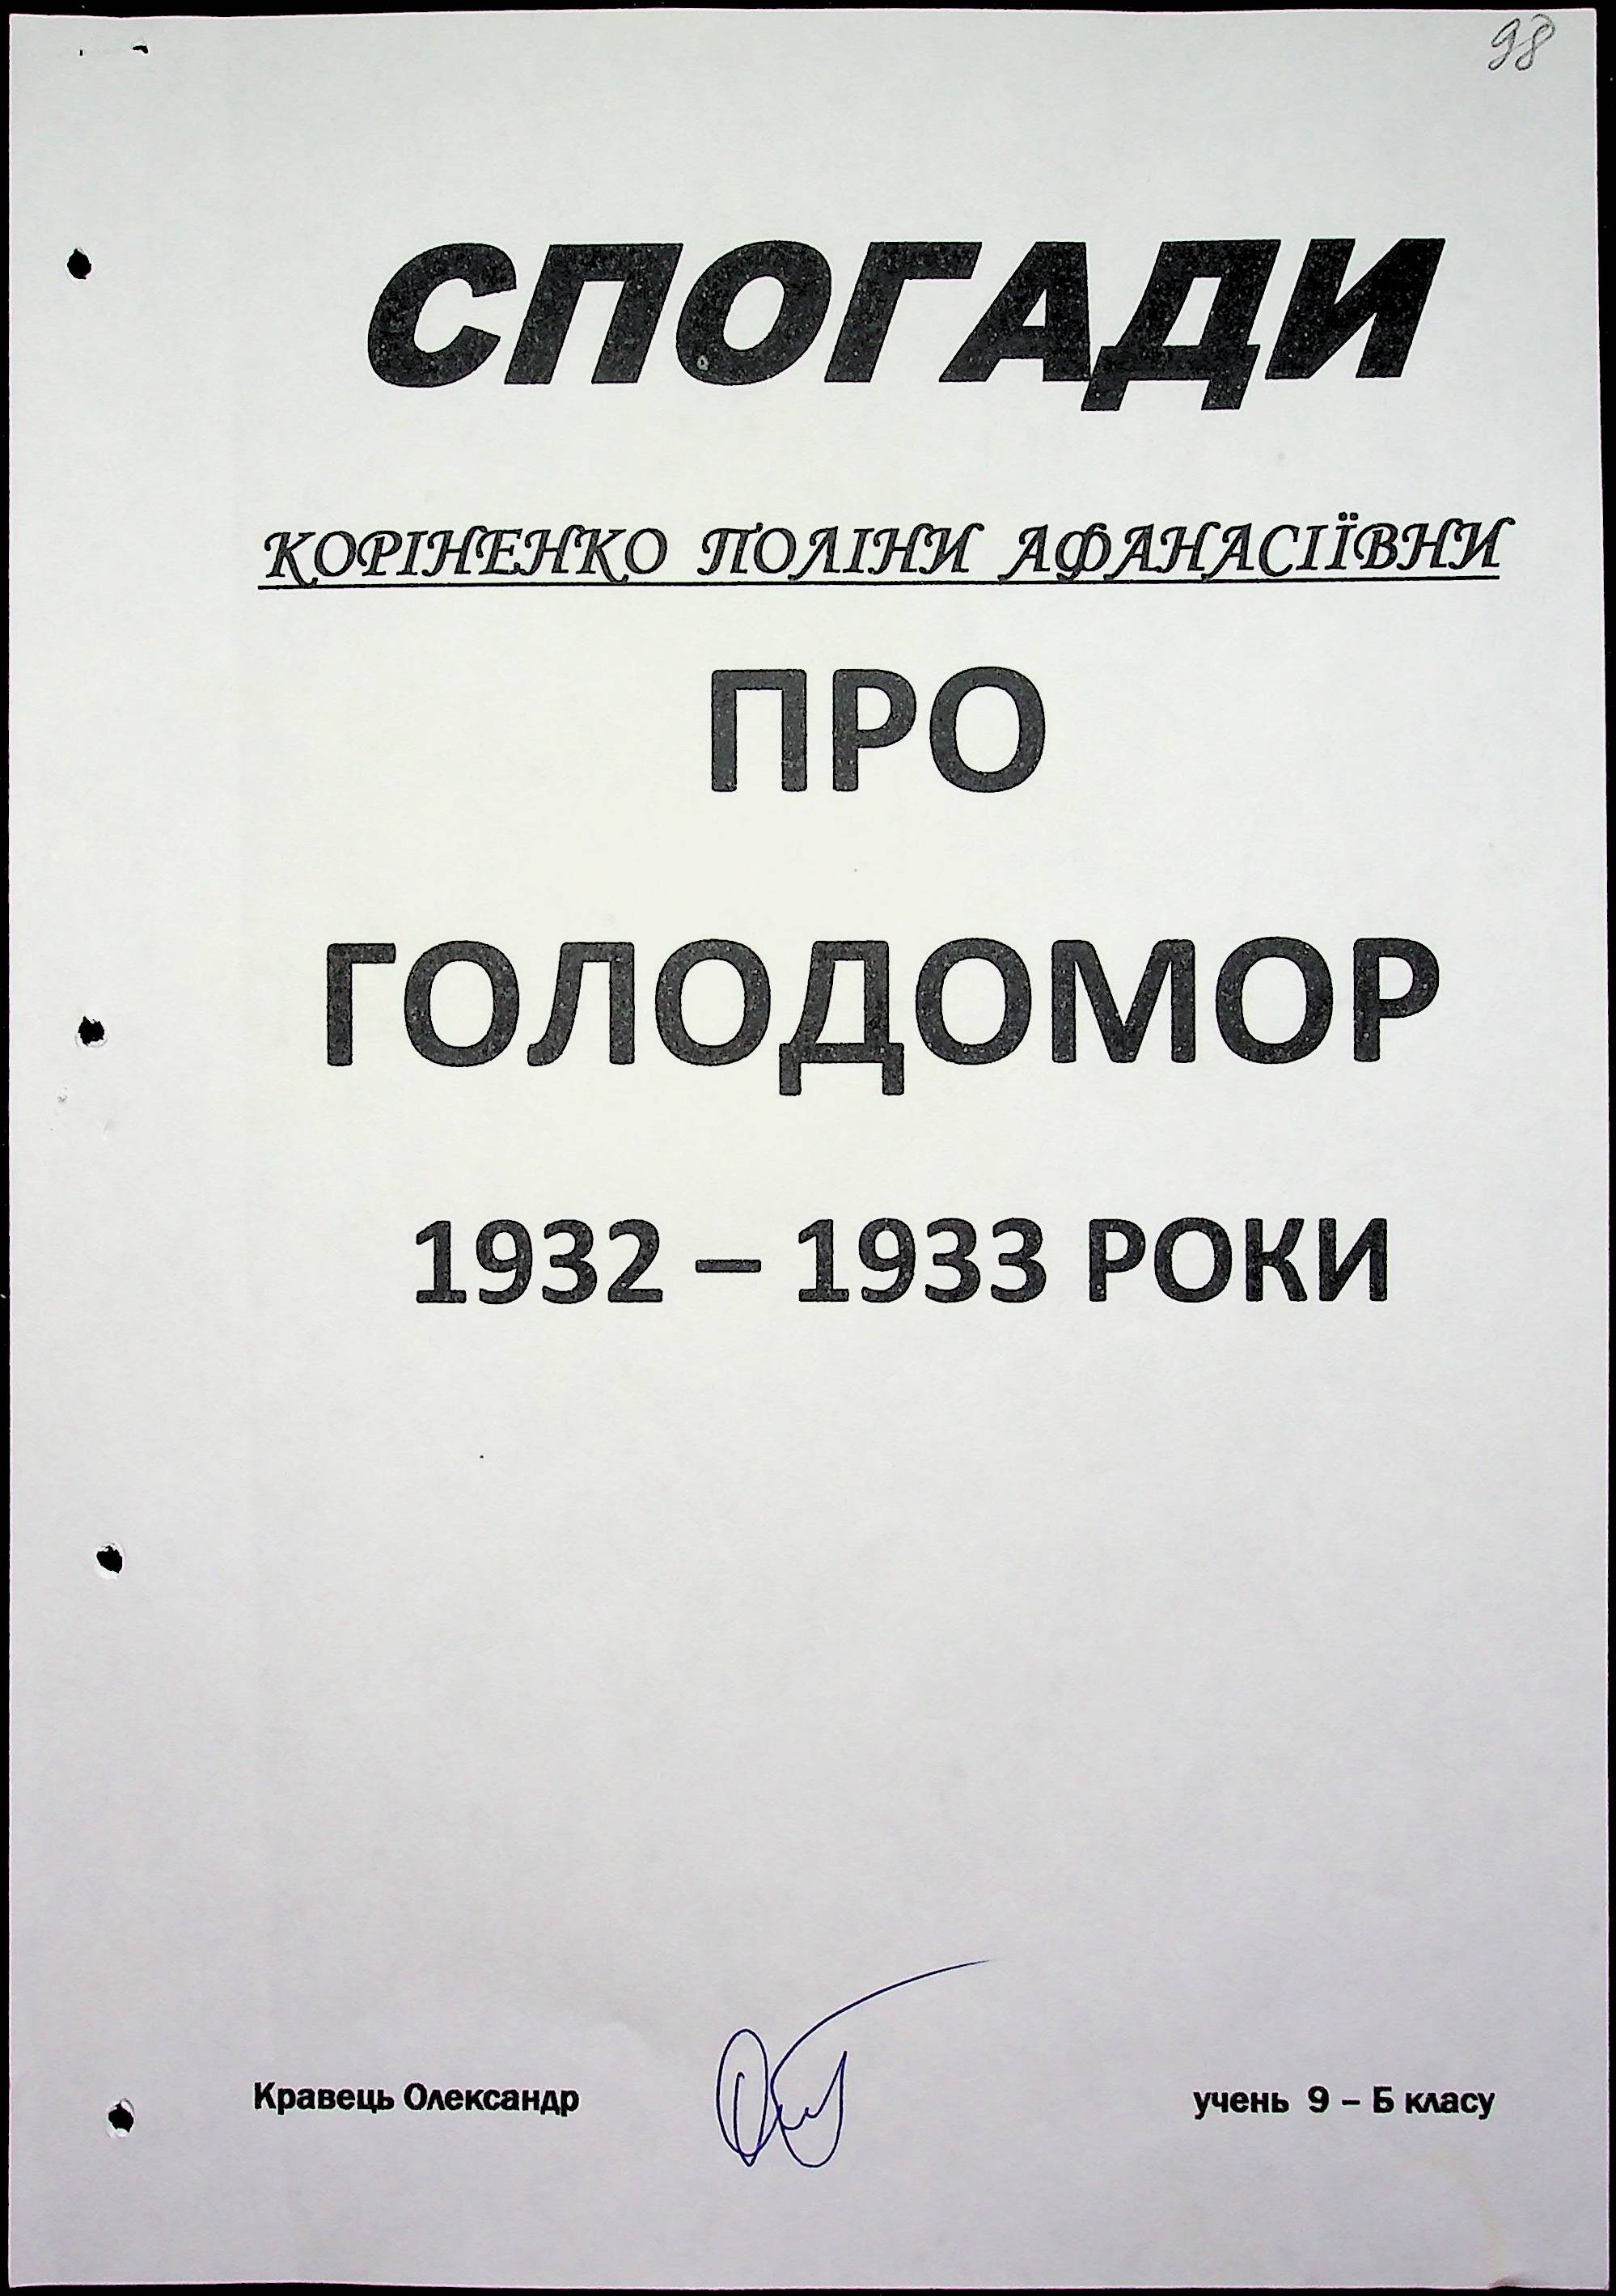 98
СПОГАДИ
КОРІНЕНКО ПОЛІНИ АФАНАСІЇВНИ
ПРО
ГОЛОДОМОР
1932 – 1933 РОКИ
Кравець Олександр
учень 9 – Б класу